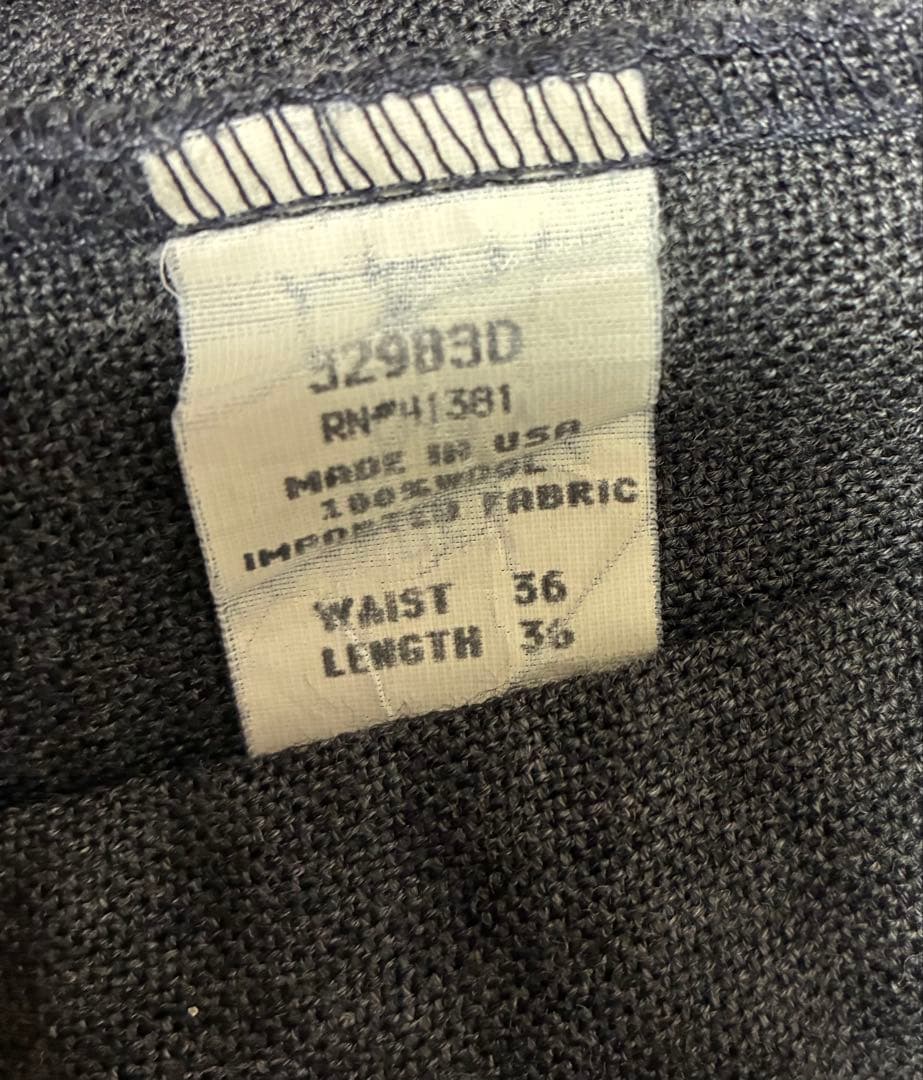 32983D
RN#41381
MADE IN USA
100%WOOL
IMPORTED FABRIC
WAIST 36
LENGTH 36